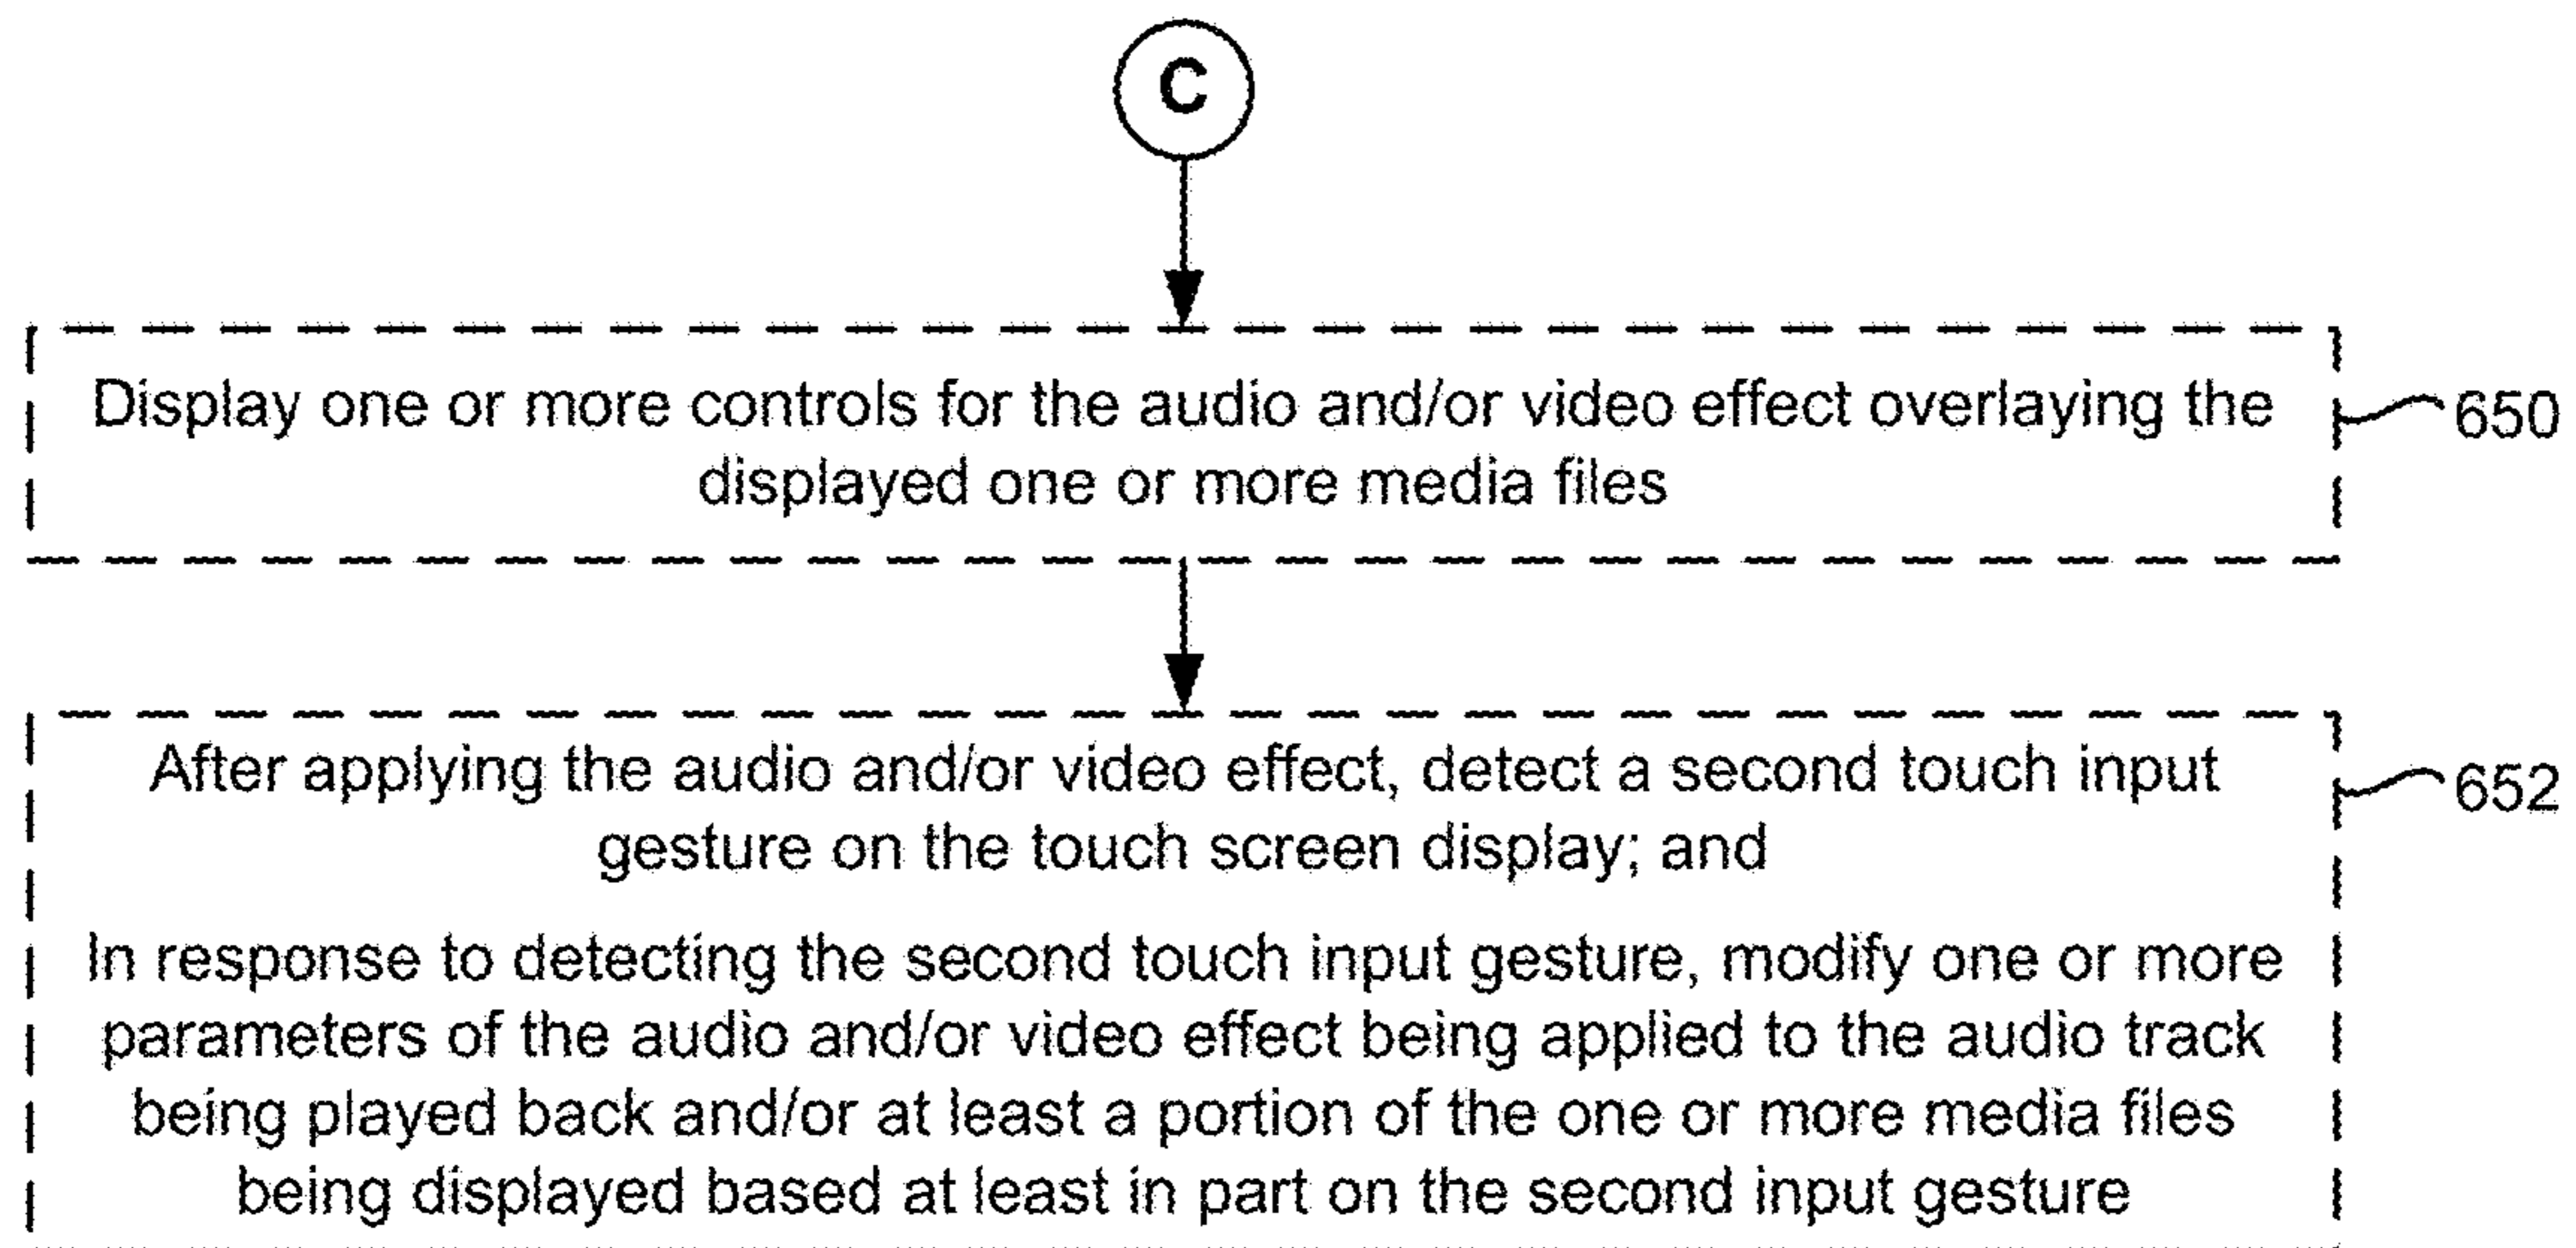 C
Display one or more controls for the audio and/or video effect overlaying the
displayed one or more media files
650
After applying the audio and/or video effect, detect a second touch input
gesture on the touch screen display; and
652
In response to detecting the second touch input gesture, modify one or more
parameters of the audio and/or video effect being applied to the audio track
being played back and/or at least a portion of the one or more media files
being displayed based at least in part on the second input gesture